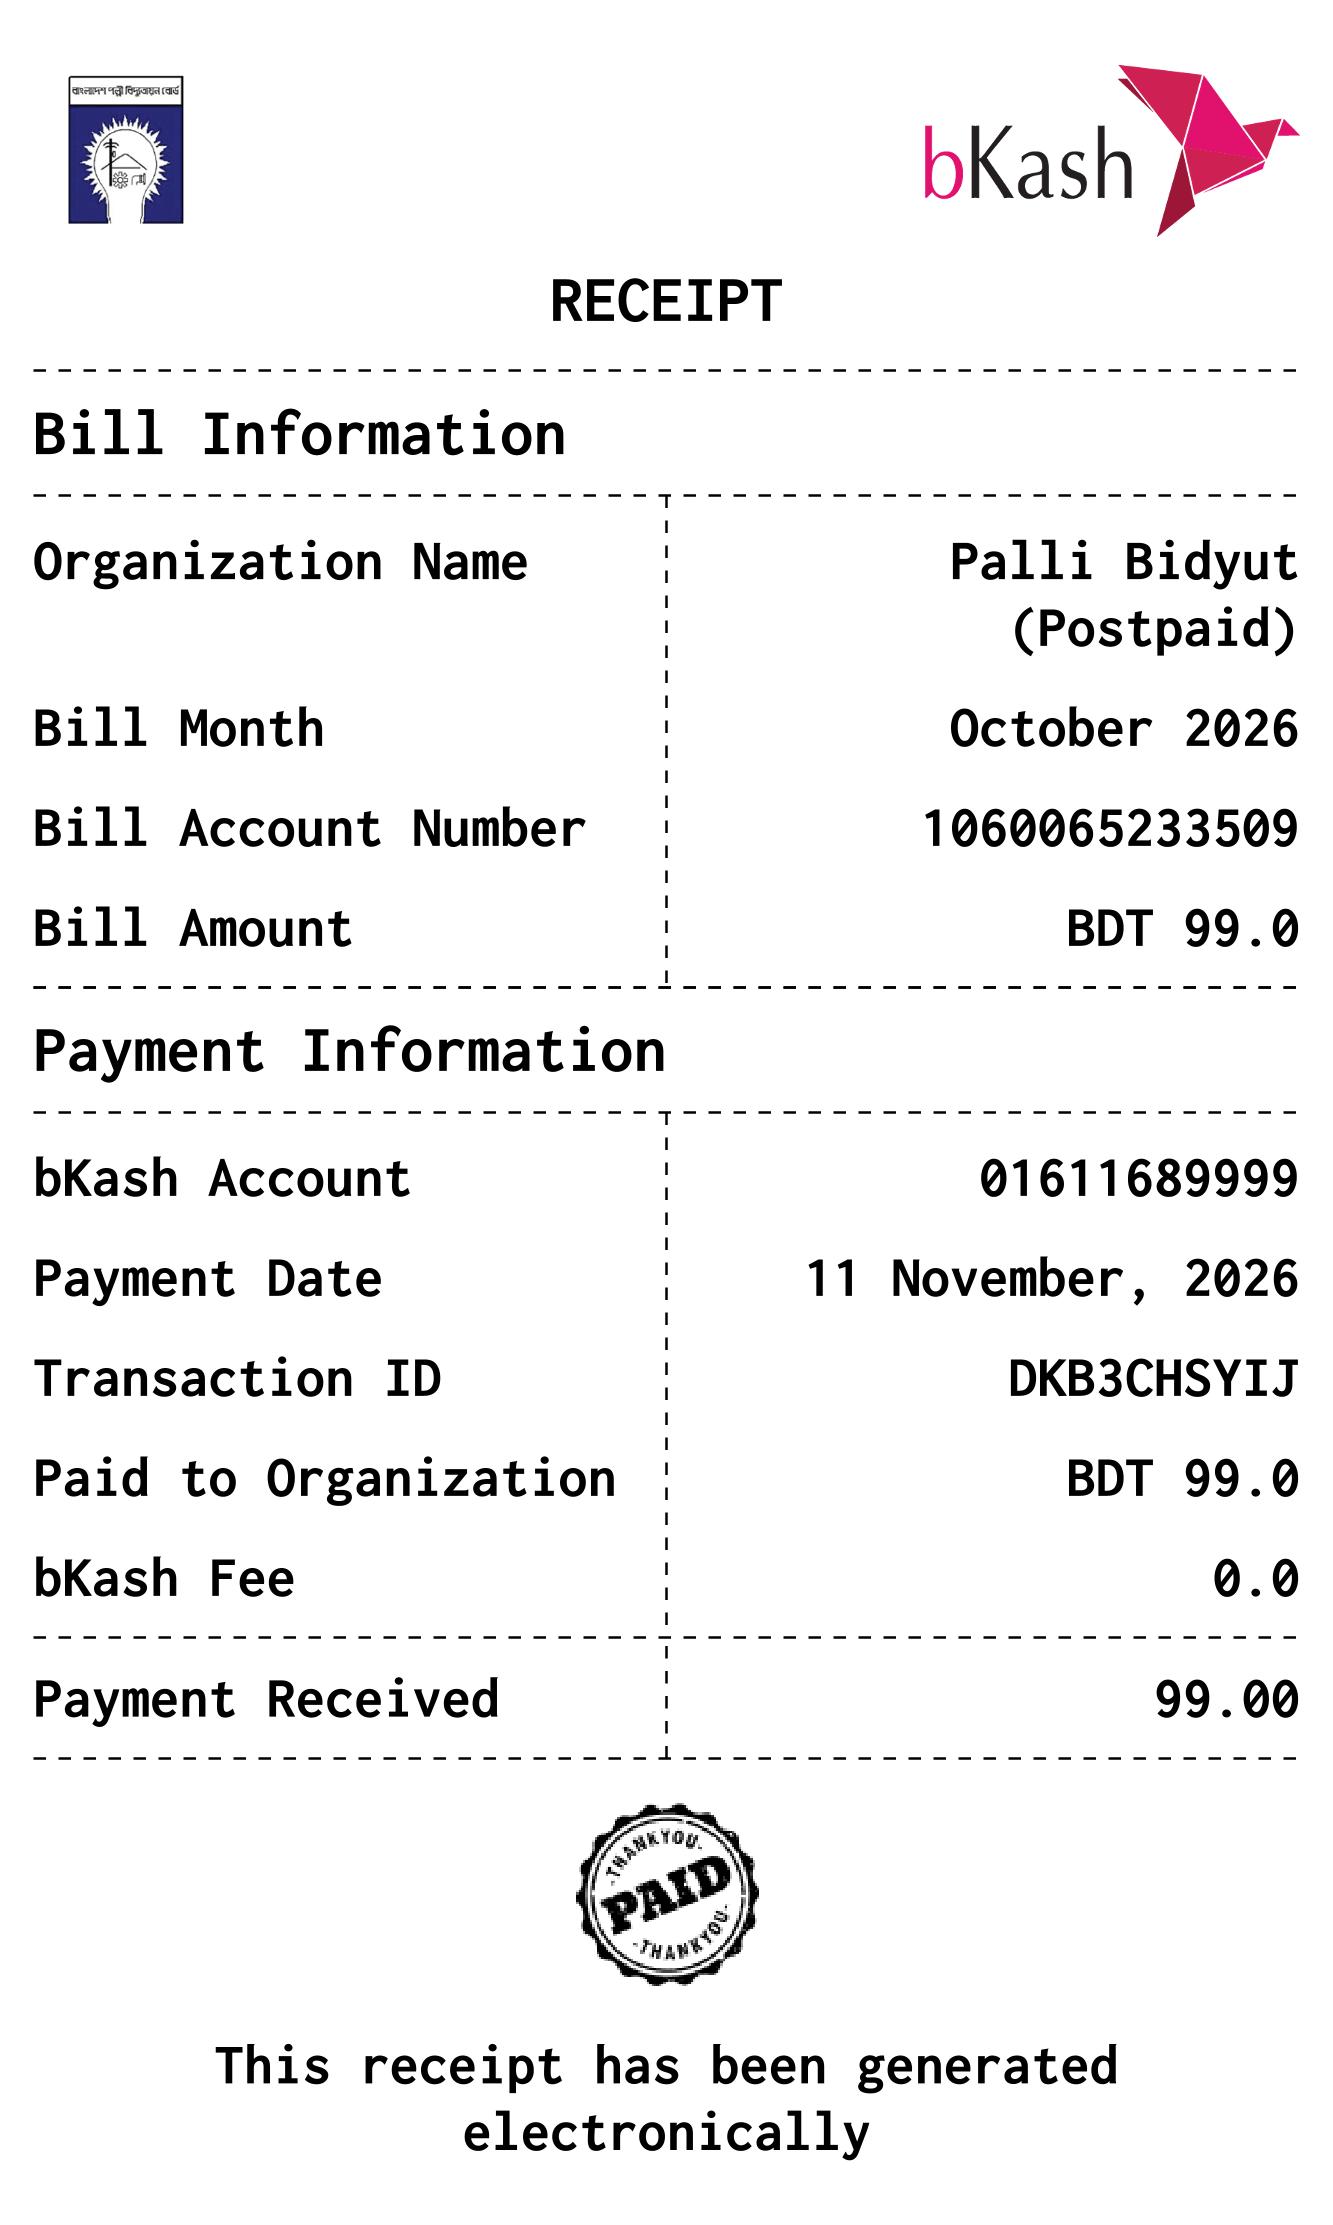 বাংলাদেশ পল্লী বিদ্যুতায়ন বোর্ড
bKash
RECEIPT
Bill Information
Organization Name Palli Bidyut
(Postpaid)
Bill Month October 2026
Bill Account Number 1060065233509
Bill Amount BDT 99.0
Payment Information
bKash Account 01611689999
Payment Date 11 November, 2026
Transaction ID DKB3CHSYIJ
Paid to Organization BDT 99.0
bKash Fee 0.0
Payment Received 99.00
-THANKYOU-
PAID
-THANKYOU-
This receipt has been generated
electronically